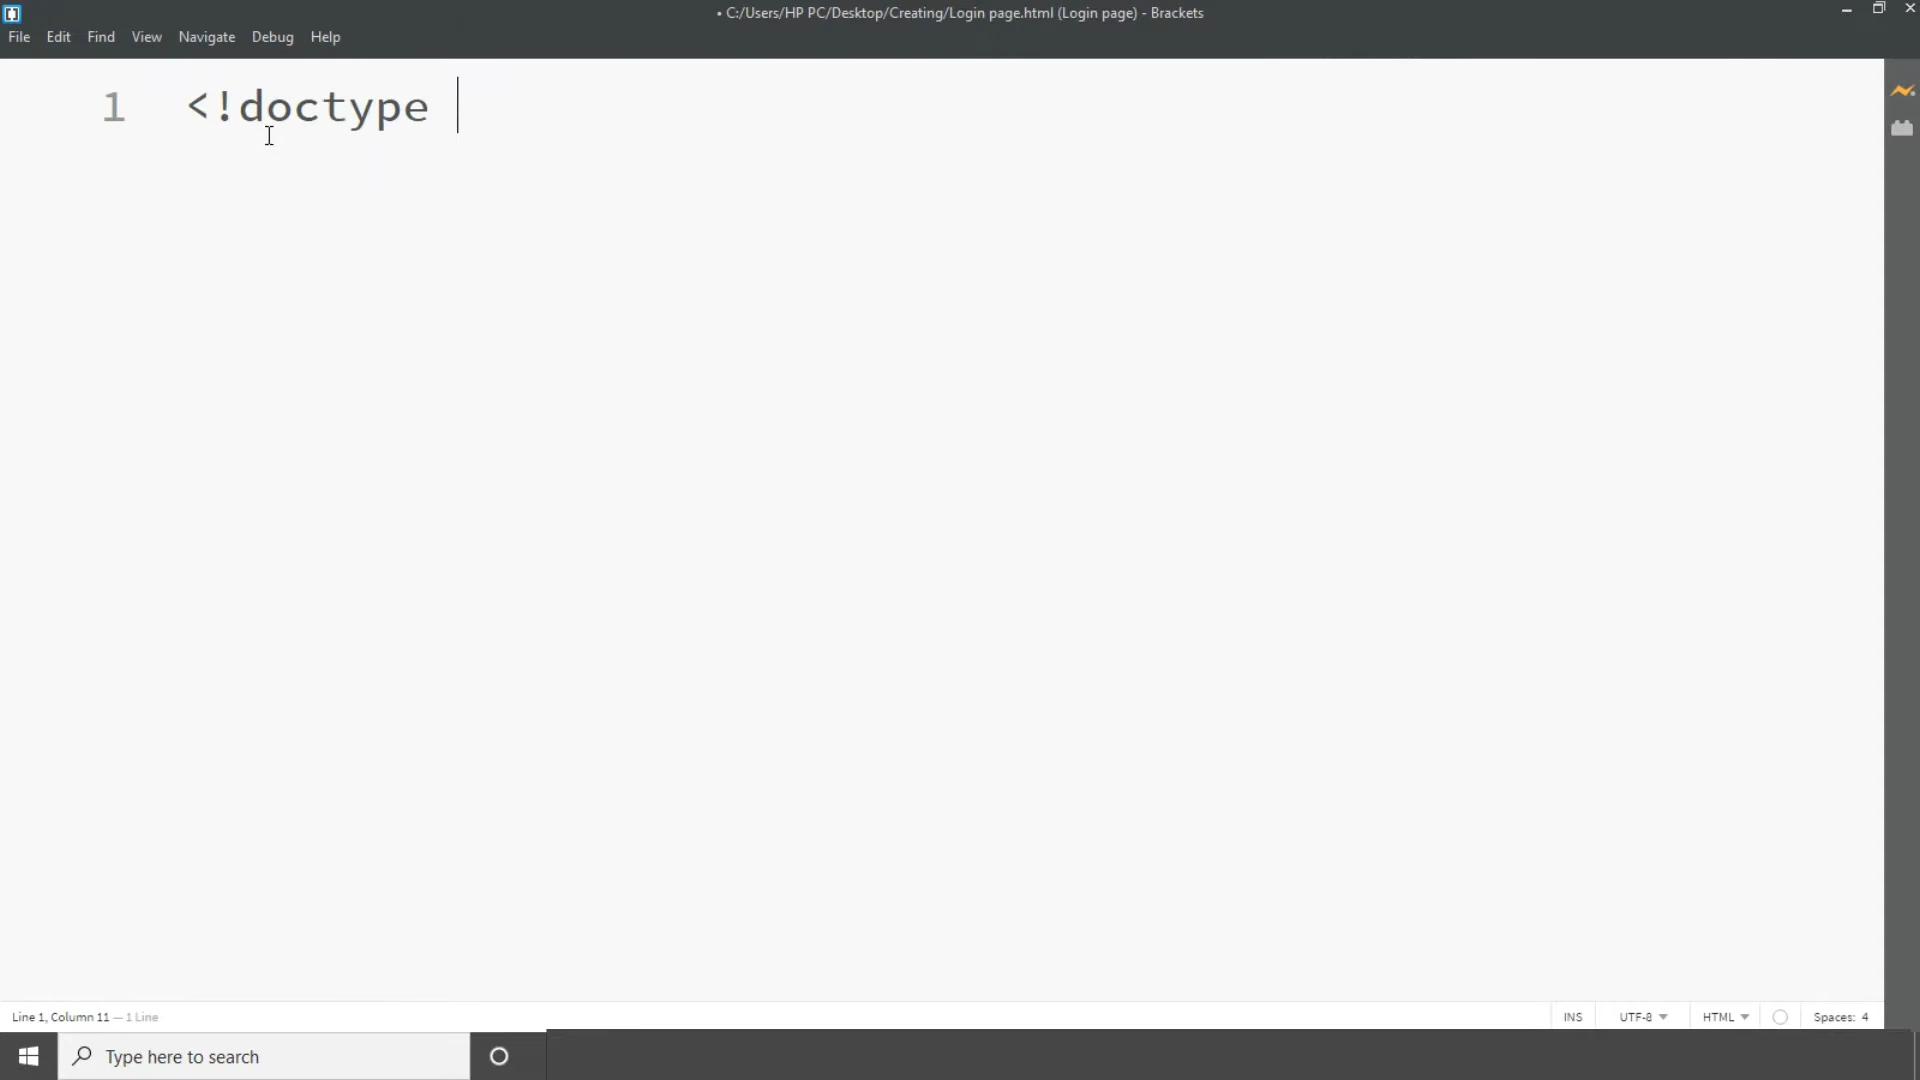 • C:/Users/HP PC/Desktop/Creating/Login page.html (Login page) - Brackets
File Edit Find View Navigate Debug Help
1 <!doctype
Line 1, Column 11 — 1 Line INS UTF-8 HTML Spaces: 4
Type here to search